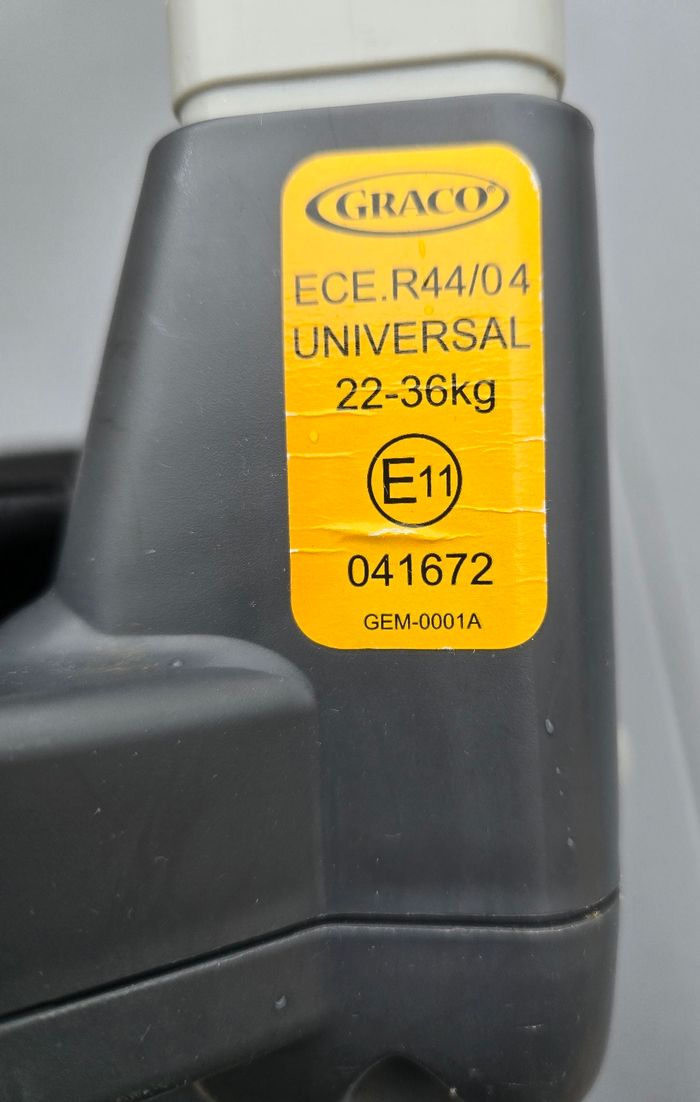 GRACO®
ECE.R44/04
UNIVERSAL
22-36kg
E11
041672
GEM-0001A